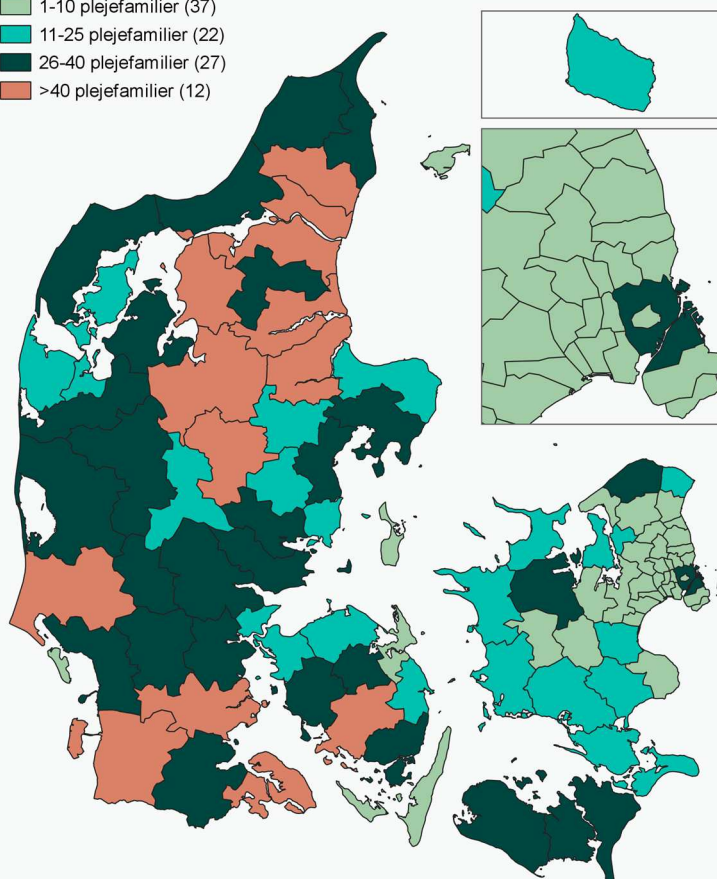 1-10 plejefamilier (37)
11-25 plejefamilier (22)
26-40 plejefamilier (27)
>40 plejefamilier (12)